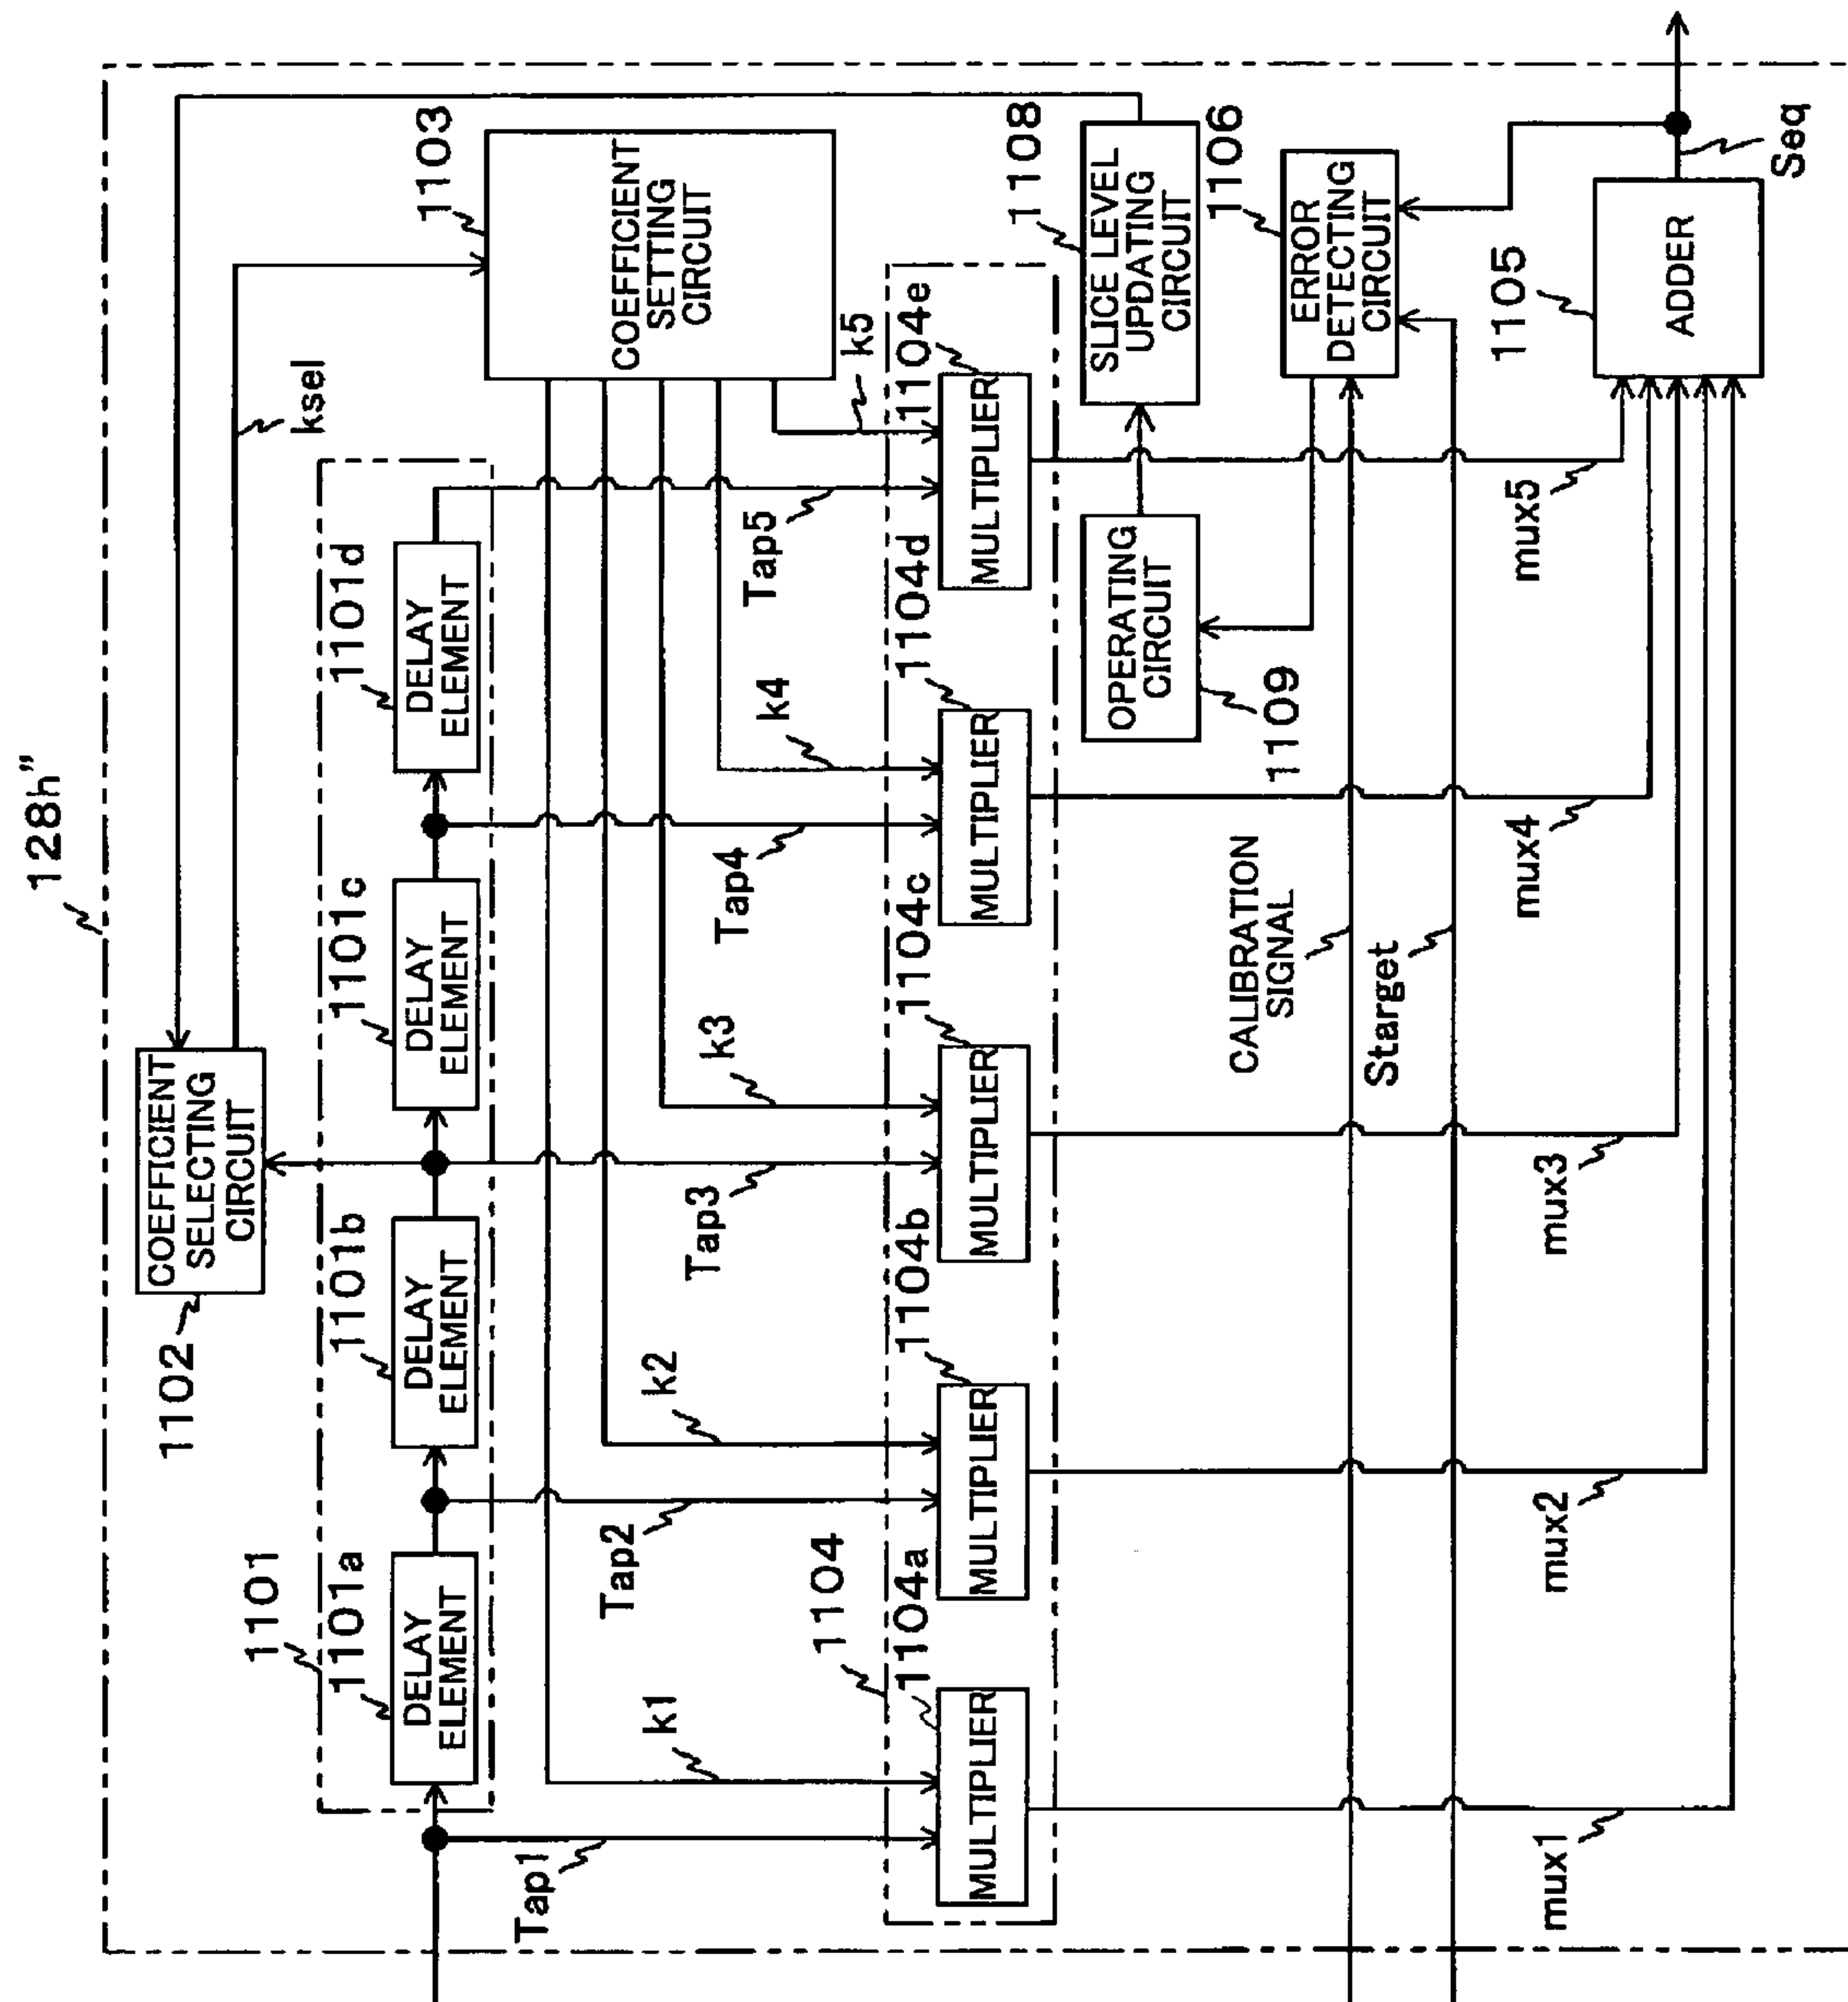 128h”
1102
COEFFICIENT
SELECTING
CIRCUIT
ksel
1103
COEFFICIENT
SETTING
CIRCUIT
1101
1101a
DELAY
ELEMENT
1101b
DELAY
ELEMENT
1101c
DELAY
ELEMENT
1101d
DELAY
ELEMENT
Tap1
k1
Tap2
k2
Tap3
k3
Tap4
k4
Tap5
k5
1104
1104a
MULTIPLIER
1104b
MULTIPLIER
1104c
MULTIPLIER
1104d
MULTIPLIER
1104e
MULTIPLIER
1109
OPERATING
CIRCUIT
1108
SLICE LEVEL
UPDATING
CIRCUIT
CALIBRATION
SIGNAL
Starget
1106
ERROR
DETECTING
CIRCUIT
1105
ADDER
Seq
mux1
mux2
mux3
mux4
mux5